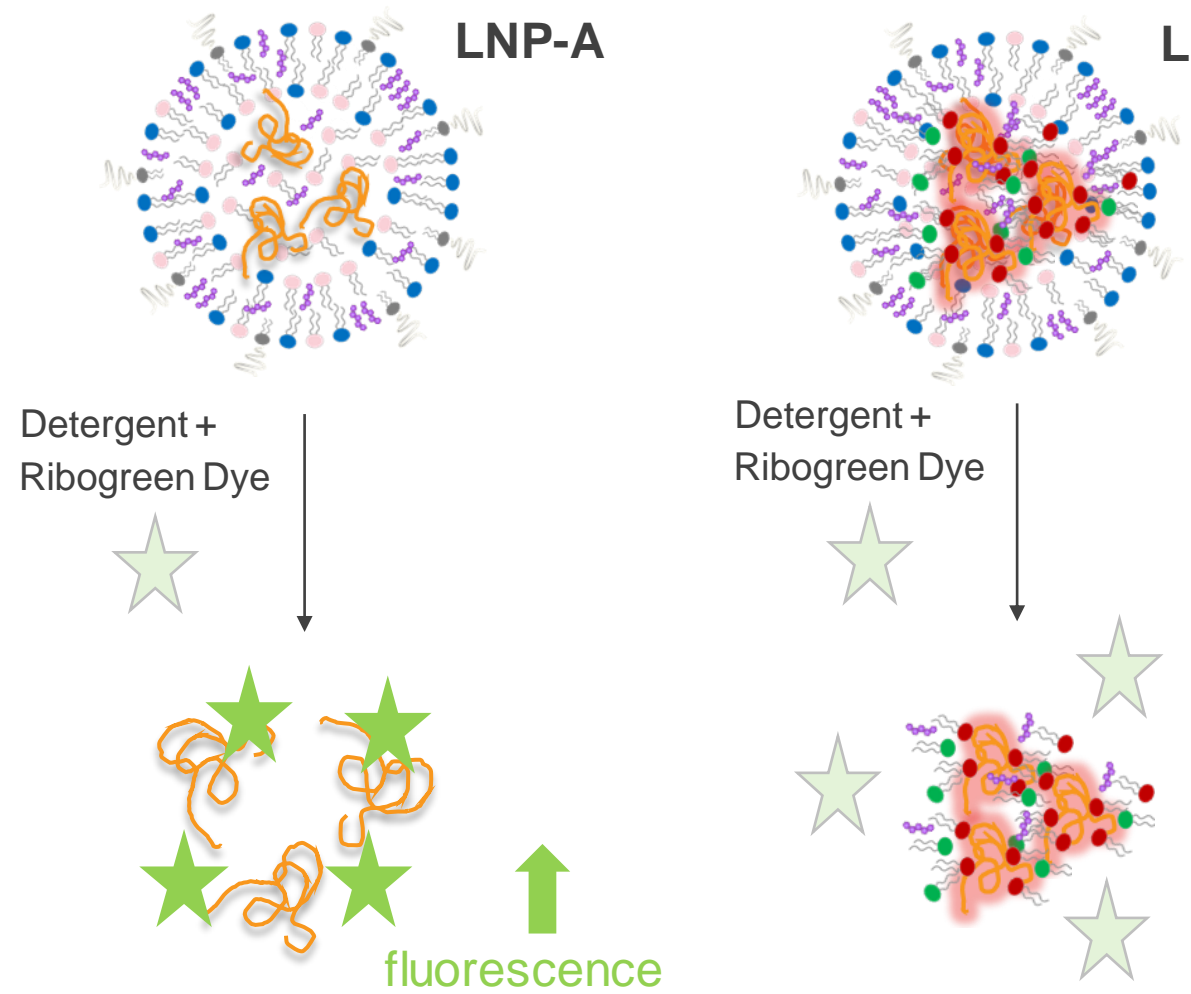 LNP-A
L
Detergent +
Ribogreen Dye
Detergent +
Ribogreen Dye
fluorescence